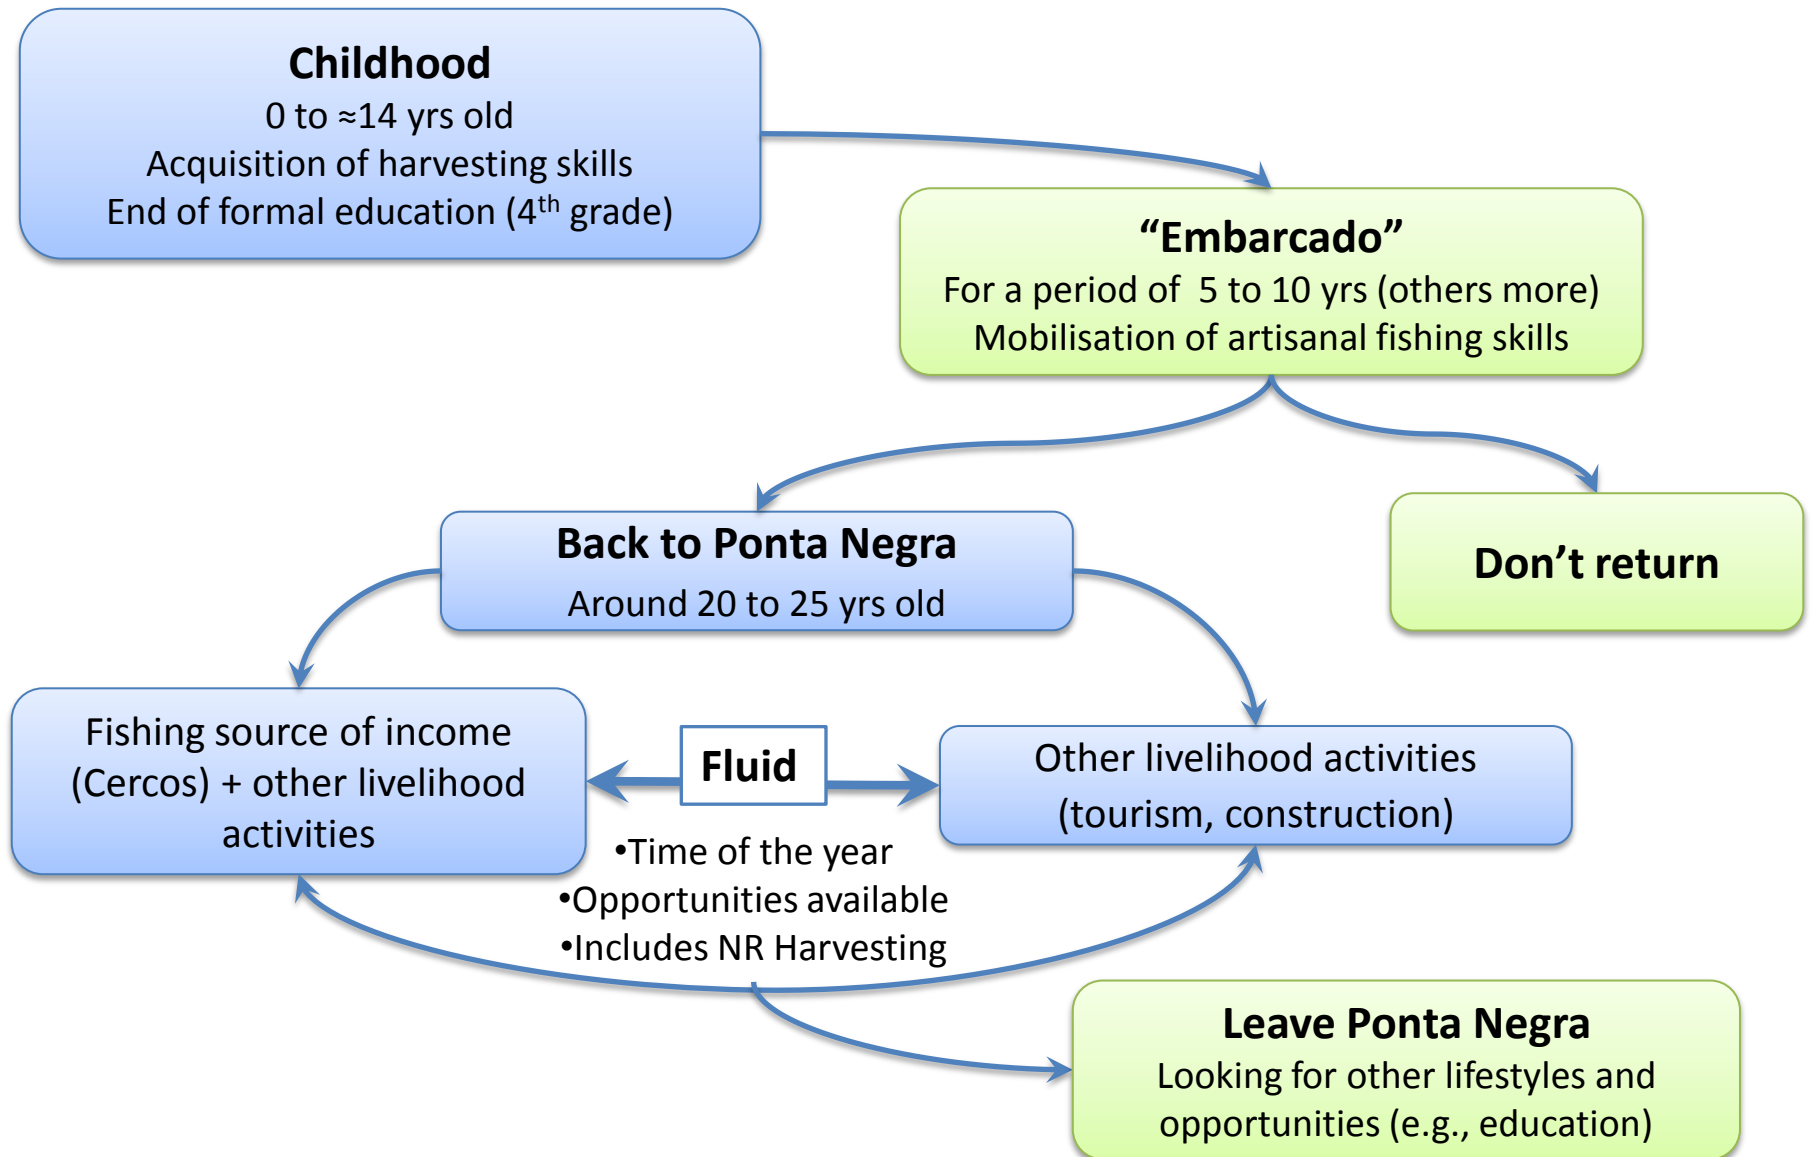 Childhood
0 to ≈14 yrs old
Acquisition of harvesting skills
End of formal education (4th grade)
“Embarcado”
For a period of 5 to 10 yrs (others more)
Mobilisation of artisanal fishing skills
Back to Ponta Negra
Around 20 to 25 yrs old
Don’t return
Fishing source of income
(Cercos) + other livelihood
activities
Fluid
•Time of the year
•Opportunities available
•Includes NR Harvesting
Other livelihood activities
(tourism, construction)
Leave Ponta Negra
Looking for other lifestyles and
opportunities (e.g., education)